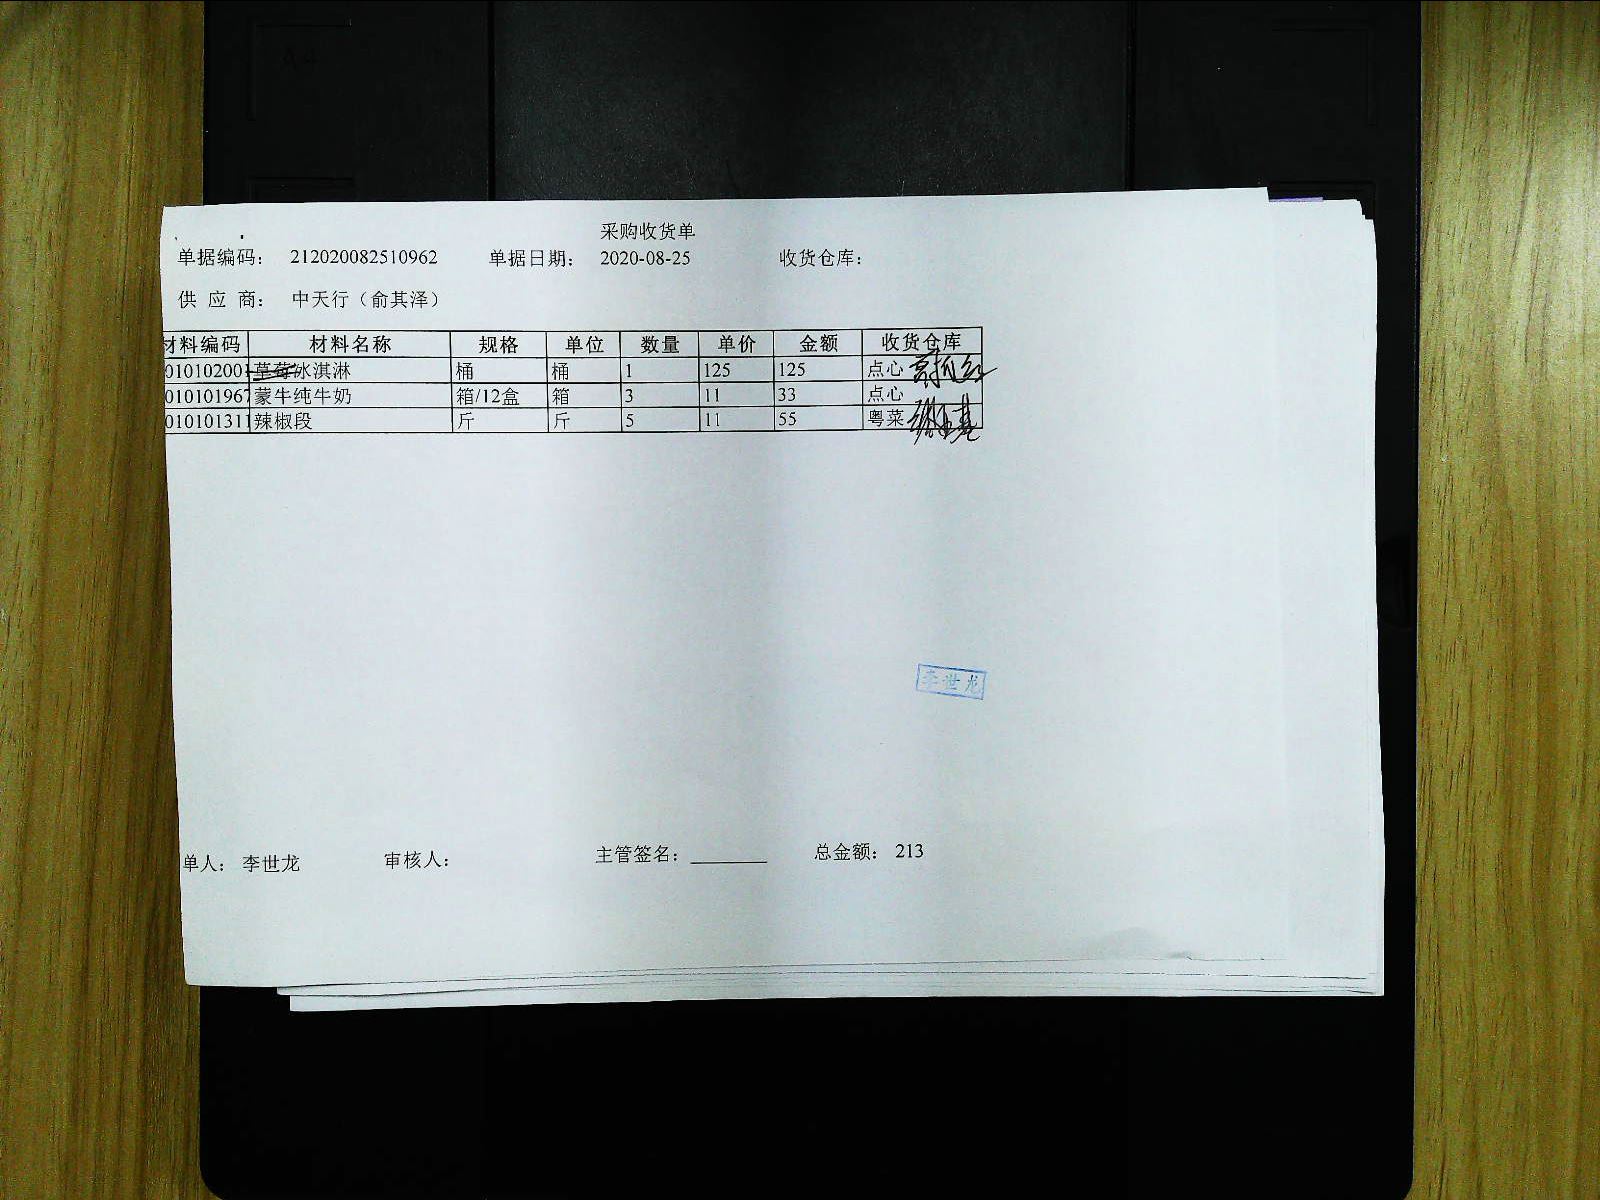 采购收货单
单据编码： 212020082510962 单据日期： 2020-08-25 收货仓库：
供 应 商： 中天行（俞其泽）
材料编码 材料名称 规格 单位 数量 单价 金额 收货仓库
010102001 草莓冰淇淋 桶 桶 1 125 125 点心
010101967 蒙牛纯牛奶 箱/12盒 箱 3 11 33 点心
010101311 辣椒段 斤 斤 5 11 55 粤菜
李世龙
单人： 李世龙 审核人： 主管签名： 总金额： 213